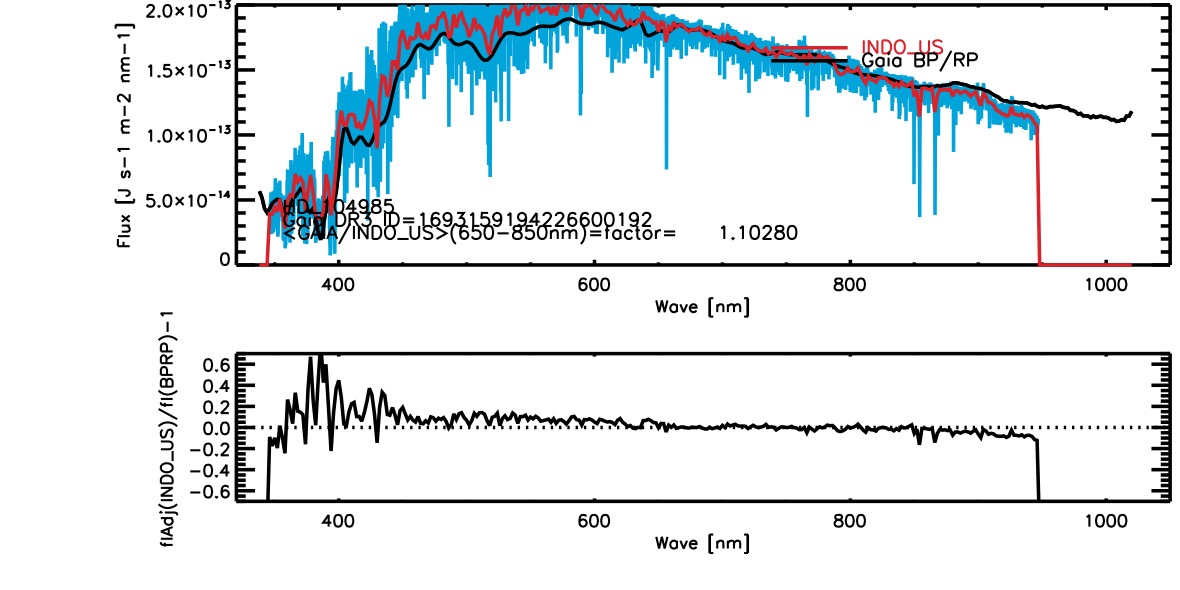 2.0×10−13
1.5×10−13
1.0×10−13
5.0×10−14
0
Flux [J s−1 m−2 nm−1]
INDO_US
Gaia BP/RP
HD_104985
Gaia DR3 ID=1693159194226600192
<GAIA/INDO_US>(650−850nm)=factor= 1.10280
400 600 800 1000
Wave [nm]
flAdj(INDO_US)/fl(BPRP)−1
0.6
0.4
0.2
0.0
−0.2
−0.4
−0.6
400 600 800 1000
Wave [nm]